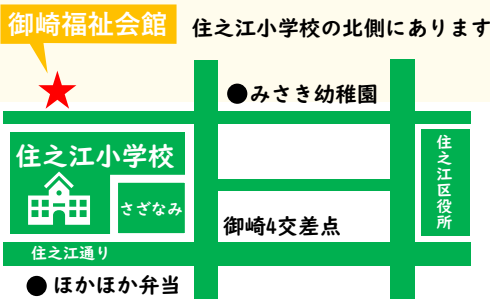 御崎福祉会館
住之江小学校の北側にあります
●みさき幼稚園
住之江小学校
さざなみ
住之江区役所
御崎4交差点
住之江通り
●ほかほか弁当